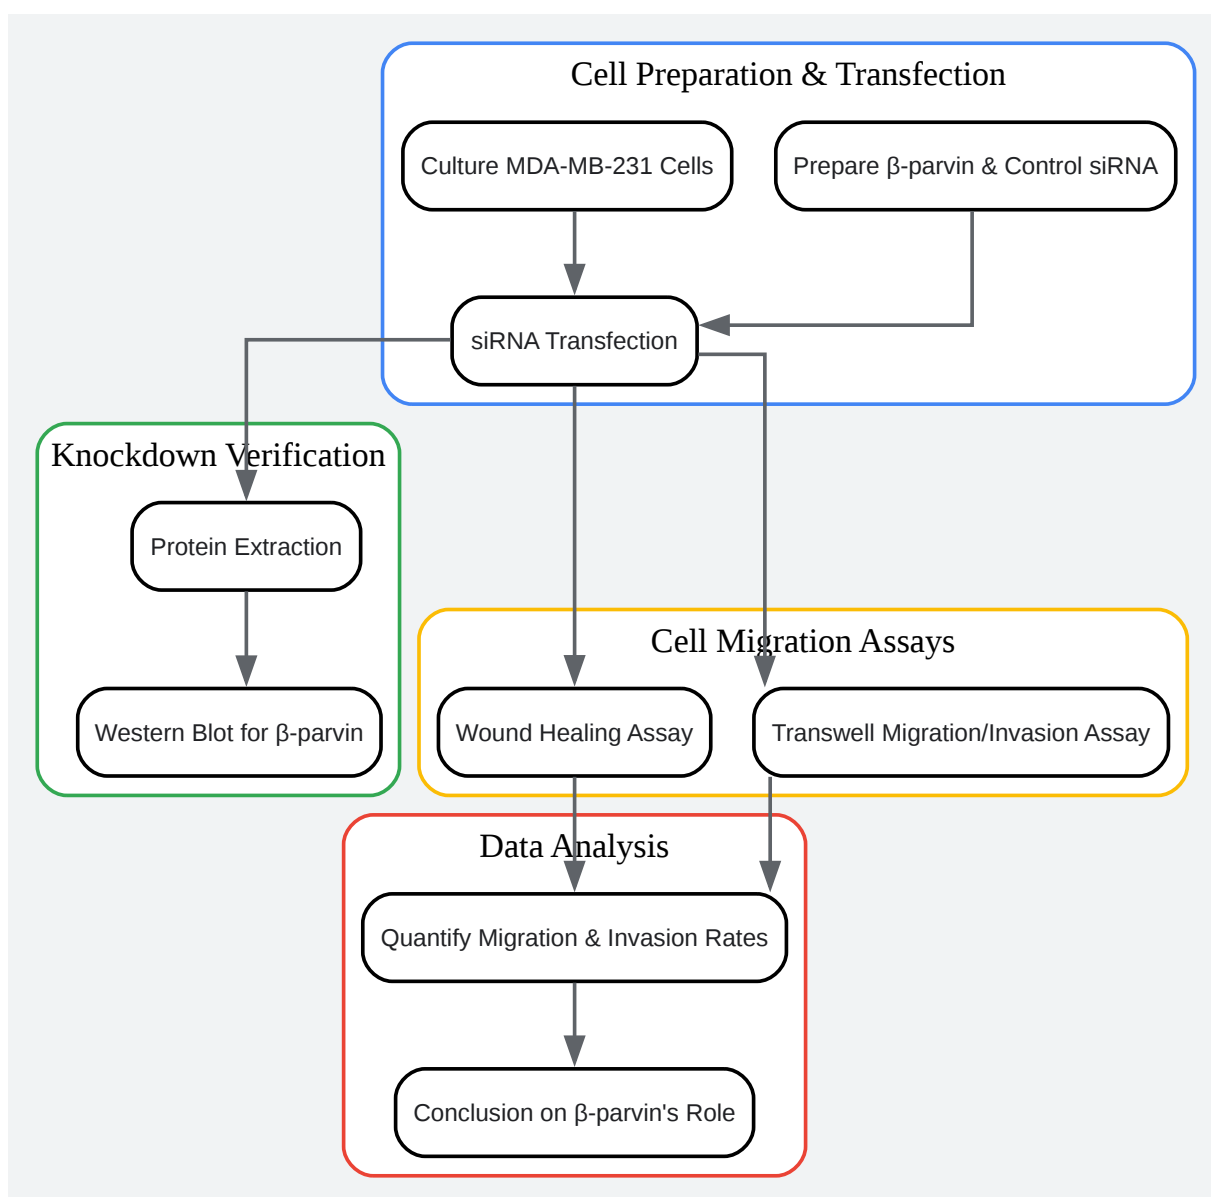 Cell Preparation & Transfection
Culture MDA-MB-231 Cells
Prepare β-parvin & Control siRNA
siRNA Transfection
Knockdown Verification
Protein Extraction
Western Blot for β-parvin
Cell Migration Assays
Wound Healing Assay
Transwell Migration/Invasion Assay
Data Analysis
Quantify Migration & Invasion Rates
Conclusion on β-parvin's Role